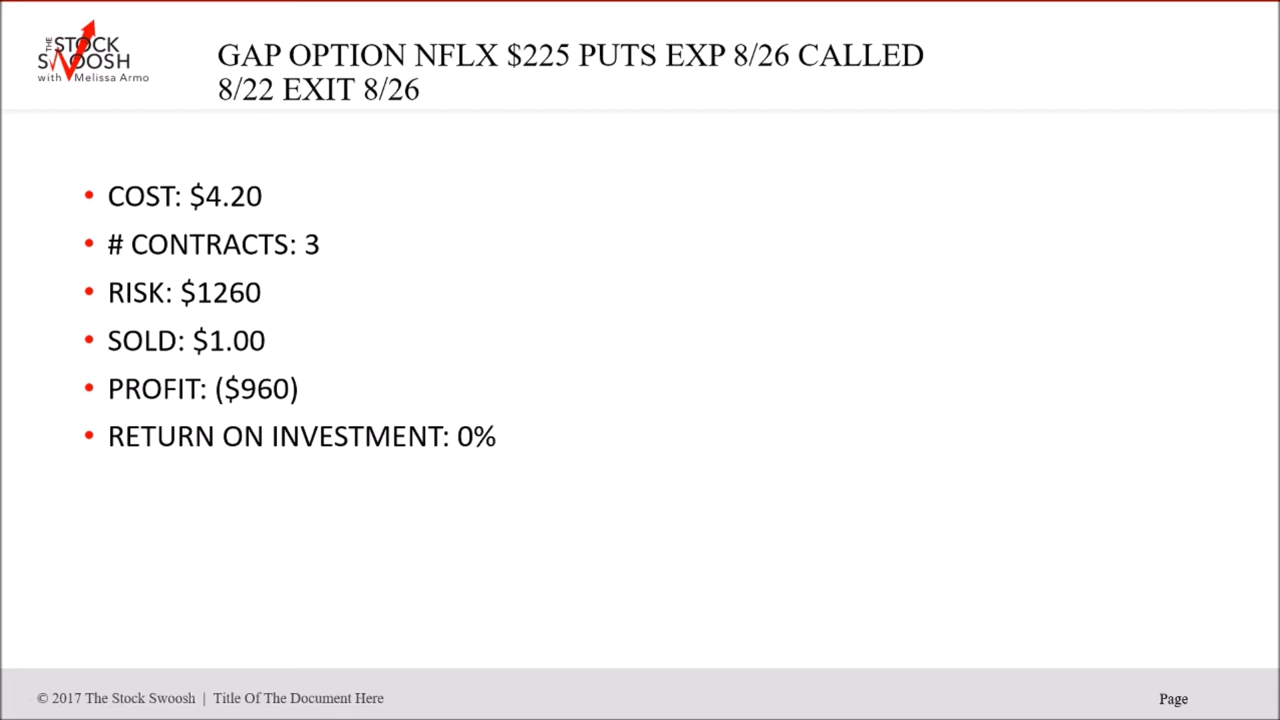 THE
STOCK
SWOOSH
with Melissa Armo
GAP OPTION NFLX $225 PUTS EXP 8/26 CALLED
8/22 EXIT 8/26
• COST: $4.20
• # CONTRACTS: 3
• RISK: $1260
• SOLD: $1.00
• PROFIT: ($960)
• RETURN ON INVESTMENT: 0%
© 2017 The Stock Swoosh | Title Of The Document Here
Page